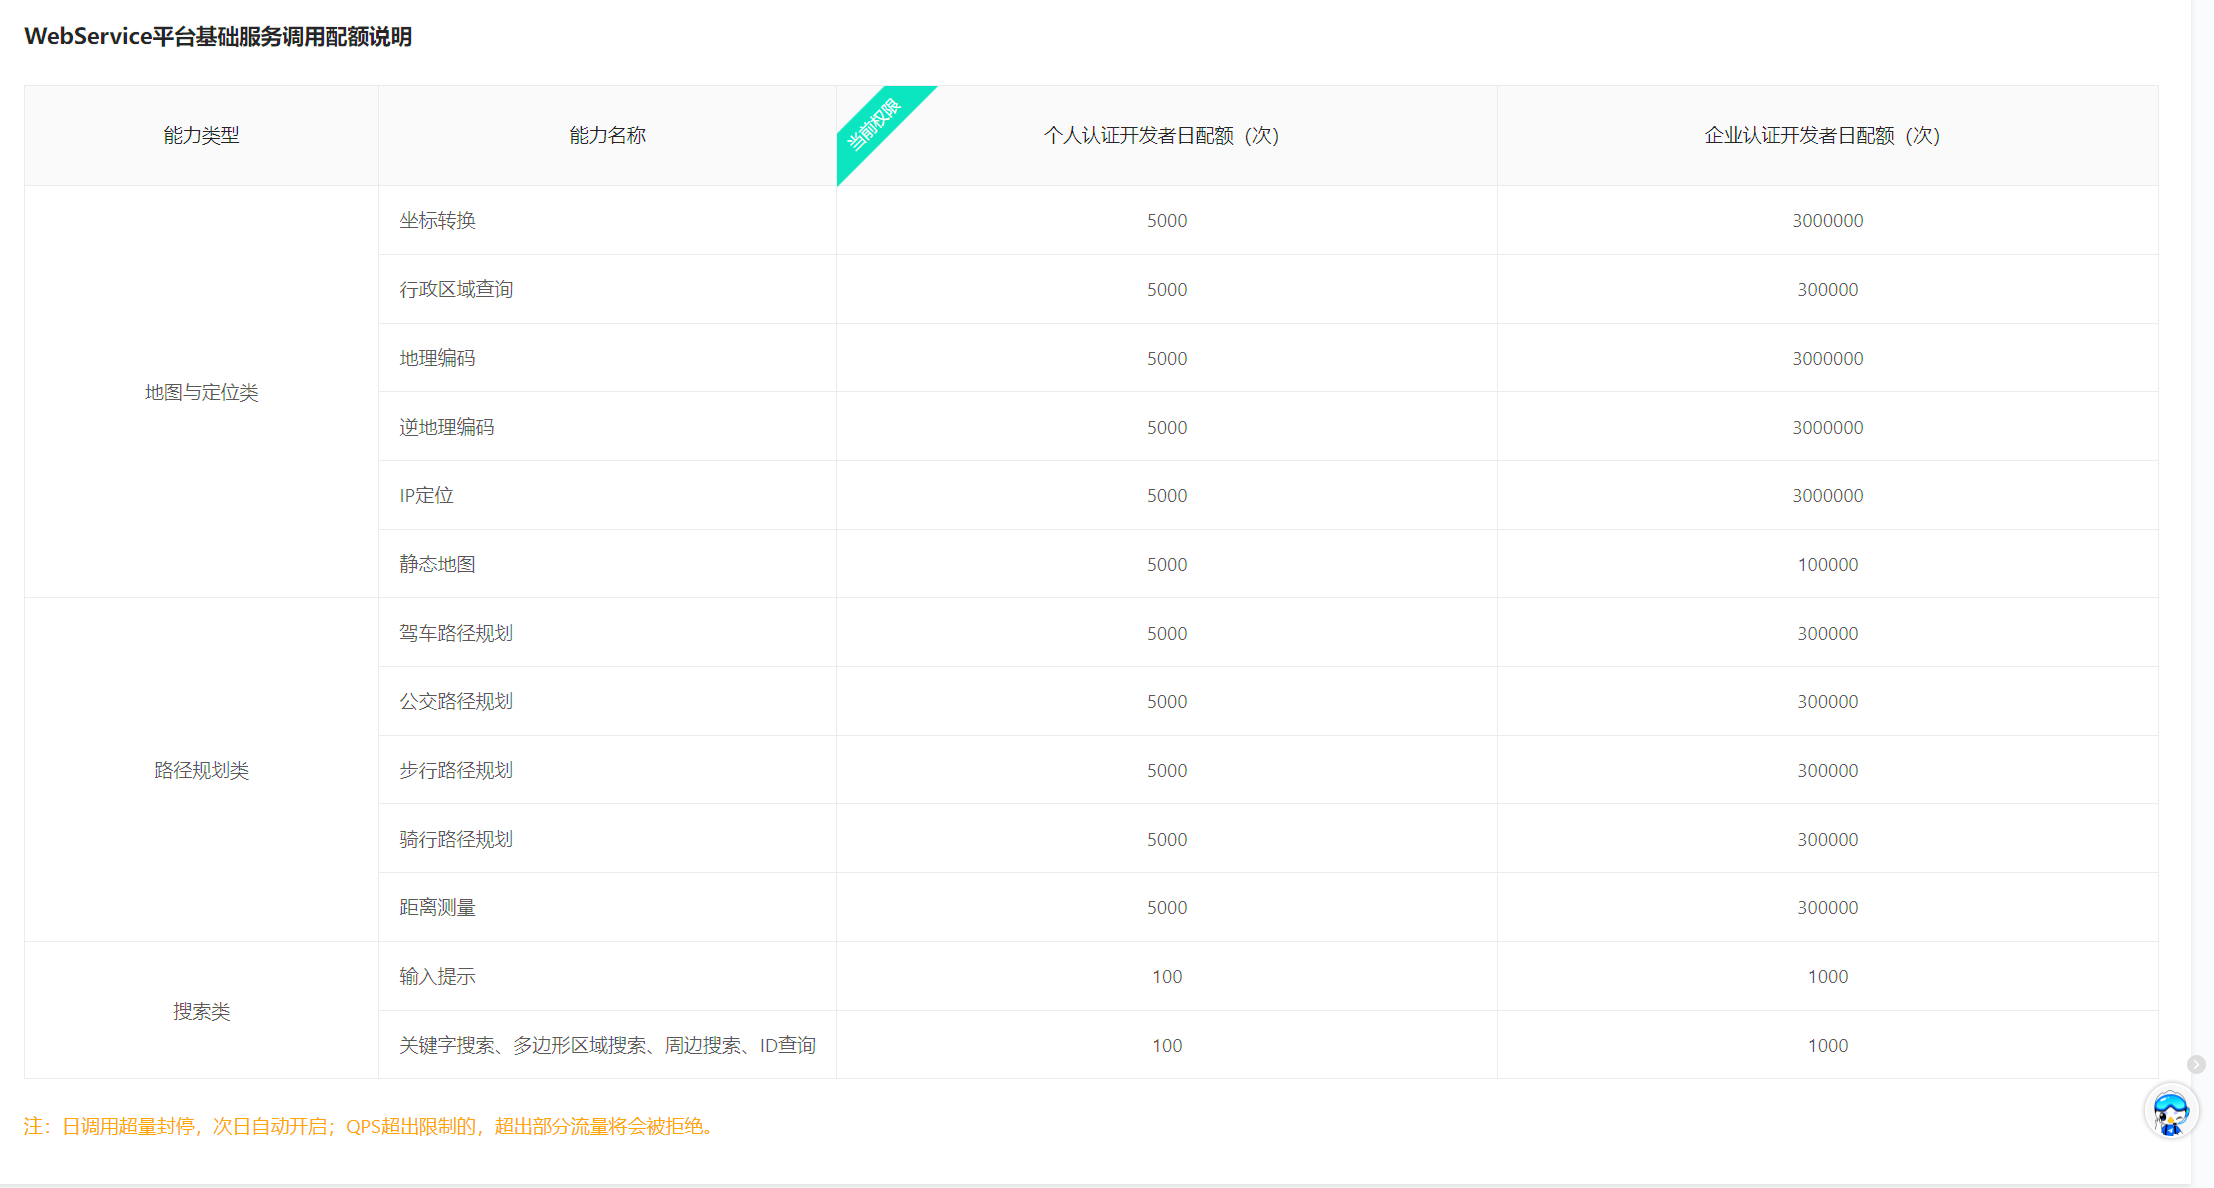 WebService平台基础服务调用配额说明
能力类型 能力名称 当前权限 个人认证开发者日配额（次） 企业认证开发者日配额（次）
地图与定位类
坐标转换 5000 3000000
行政区域查询 5000 300000
地理编码 5000 3000000
逆地理编码 5000 3000000
IP定位 5000 3000000
静态地图 5000 100000
路径规划类
驾车路径规划 5000 300000
公交路径规划 5000 300000
步行路径规划 5000 300000
骑行路径规划 5000 300000
距离测量 5000 300000
搜索类
输入提示 100 1000
关键字搜索、多边形区域搜索、周边搜索、ID查询 100 1000
注：日调用超量封停，次日自动开启；QPS超出限制的，超出部分流量将会被拒绝。